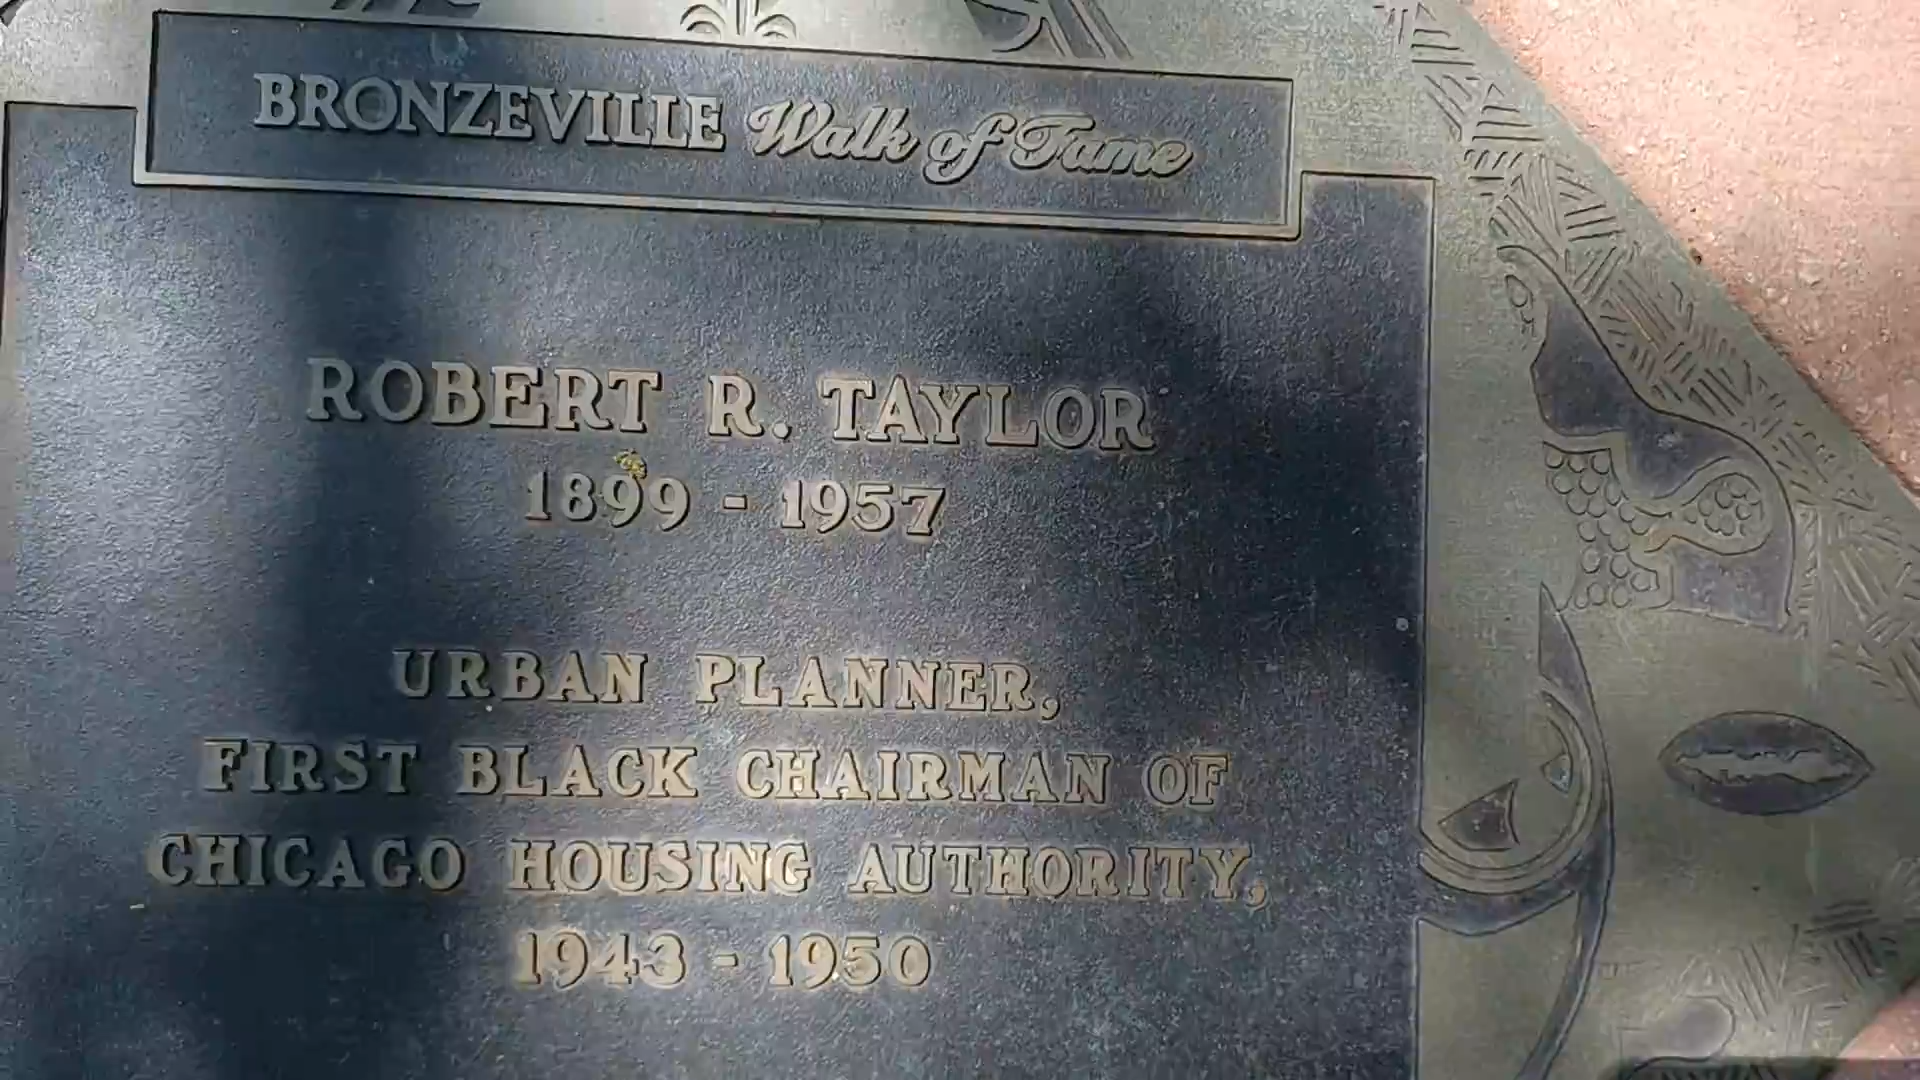 BRONZEVILLE Walk of Fame
ROBERT R. TAYLOR
1899 - 1957
URBAN PLANNER,
FIRST BLACK CHAIRMAN OF
CHICAGO HOUSING AUTHORITY,
1943 - 1950